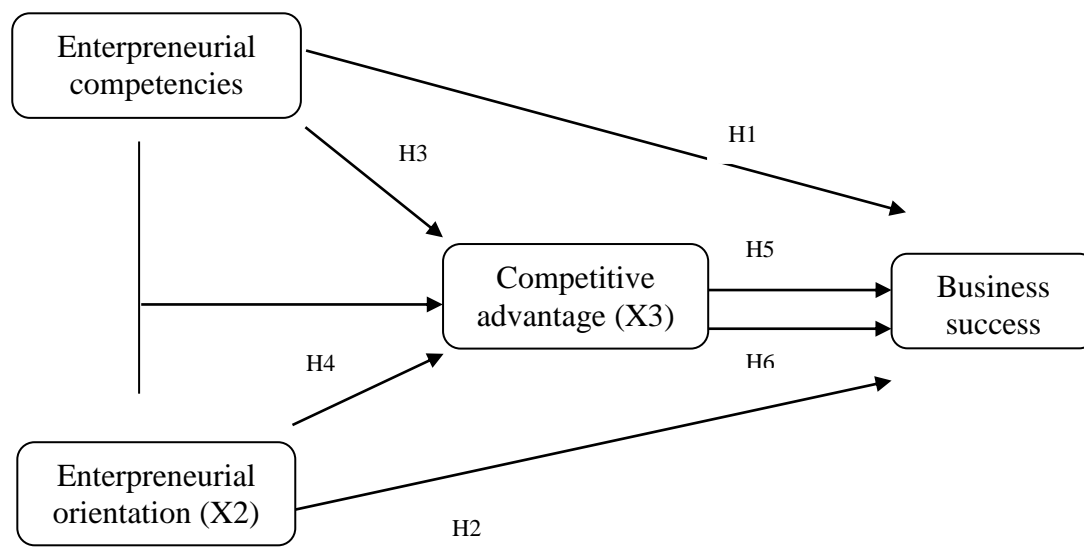 Enterpreneurial
competencies
H1
H3
H5
Competitive
advantage (X3)
Business
success
H4
H6
Enterpreneurial
orientation (X2)
H2